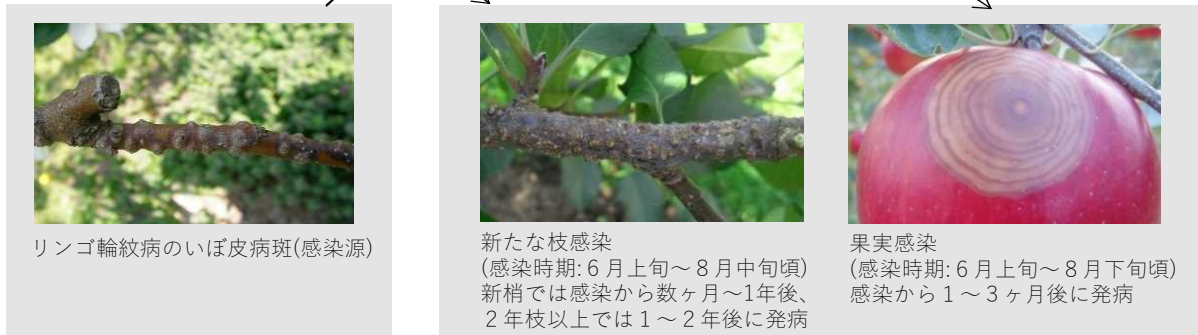 リンゴ輪紋病のいぼ皮病斑(感染源)
新たな枝感染
(感染時期:６月上旬～８月中旬頃)
新梢では感染から数ヶ月～1年後、
２年枝以上では１～２年後に発病
果実感染
(感染時期:６月上旬～８月下旬頃)
感染から１～３ヶ月後に発病